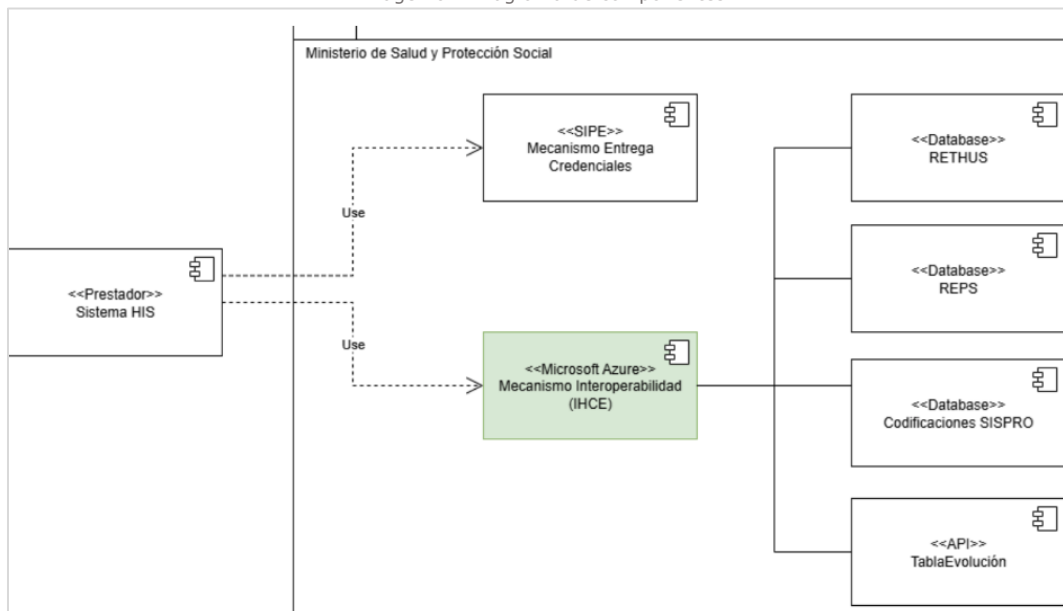 Ministerio de Salud y Protección Social
<<SIPE>>
Mecanismo Entrega
Credenciales
<<Database>>
RETHUS
Use
<<Prestador>>
Sistema HIS
<<Database>>
REPS
Use
<<Microsoft Azure>>
Mecanismo Interoperabilidad
(IHCE)
<<Database>>
Codificaciones SISPRO
<<API>>
TablaEvolución